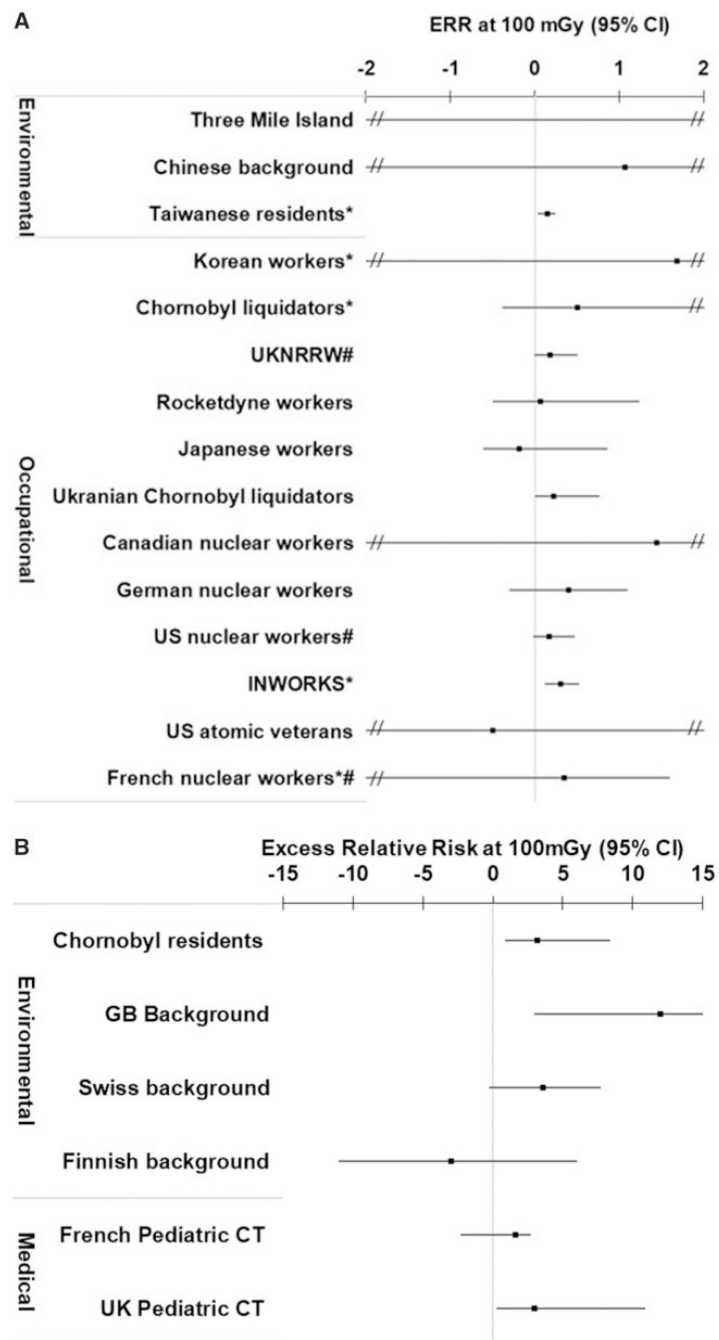 A
ERR at 100 mGy (95% CI)
-2 -1 0 1 2
Environmental
Three Mile Island
Chinese background
Taiwanese residents*
Occupational
Korean workers*
Chornobyl liquidators*
UKNRRW#
Rocketdyne workers
Japanese workers
Ukranian Chornobyl liquidators
Canadian nuclear workers
German nuclear workers
US nuclear workers#
INWORKS*
US atomic veterans
French nuclear workers*#
B
Excess Relative Risk at 100mGy (95% CI)
-15 -10 -5 0 5 10 15
Environmental
Chornobyl residents
GB Background
Swiss background
Finnish background
Medical
French Pediatric CT
UK Pediatric CT